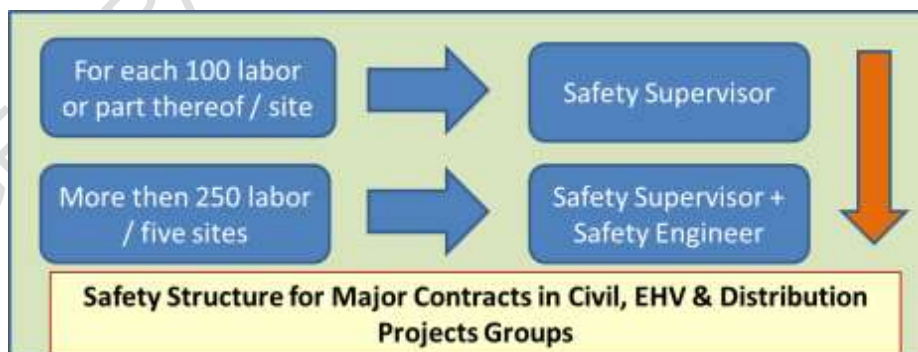 For each 100 labor
or part thereof / site
Safety Supervisor
More then 250 labor
/ five sites
Safety Supervisor +
Safety Engineer
Safety Structure for Major Contracts in Civil, EHV & Distribution
Projects Groups